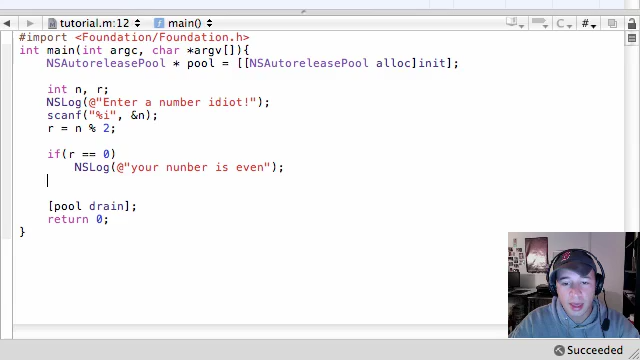 tutorial.m:12 main()
#import <Foundation/Foundation.h>
int main(int argc, char *argv[]){
NSAutoreleasePool * pool = [[NSAutoreleasePool alloc]init];
int n, r;
NSLog(@"Enter a number idiot!");
scanf("%i", &n);
r = n % 2;
if(r == 0)
NSLog(@"your nunber is even");
[pool drain];
return 0;
}
Succeeded